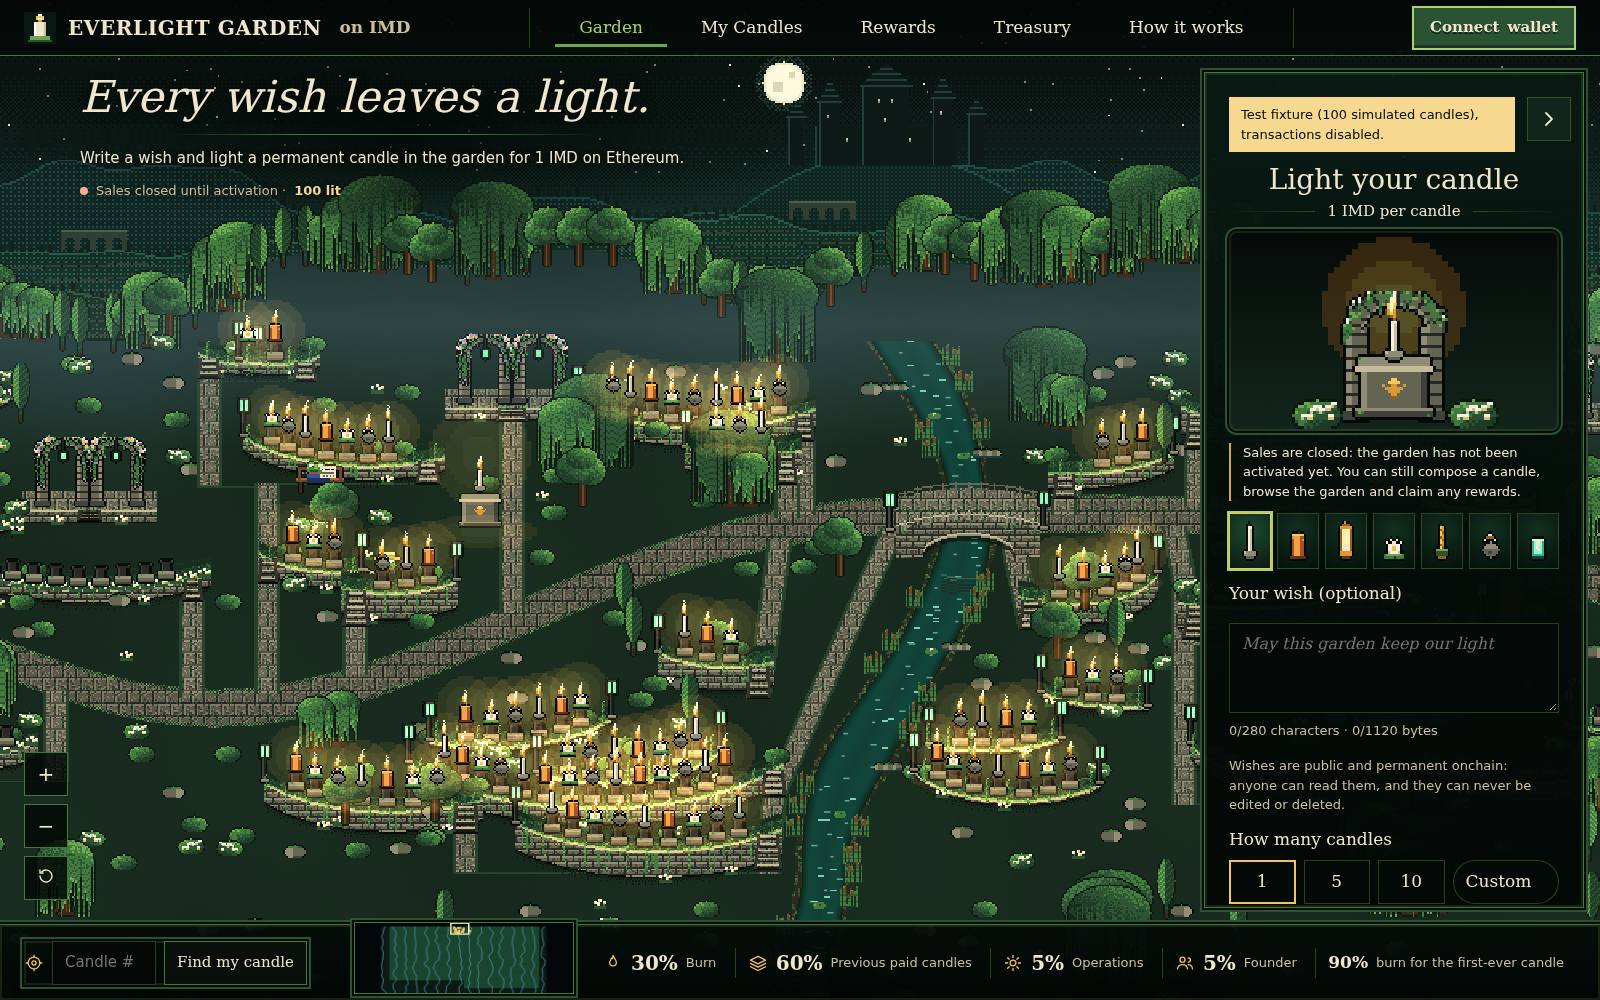 EVERLIGHT GARDEN on IMD
Garden
My Candles
Rewards
Treasury
How it works
Connect wallet
Every wish leaves a light.
Write a wish and light a permanent candle in the garden for 1 IMD on Ethereum.
Sales closed until activation · 100 lit
Test fixture (100 simulated candles),
transactions disabled.
Light your candle
1 IMD per candle
Sales are closed: the garden has not been
activated yet. You can still compose a candle,
browse the garden and claim any rewards.
Your wish (optional)
May this garden keep our light
0/280 characters · 0/1120 bytes
Wishes are public and permanent onchain:
anyone can read them, and they can never be
edited or deleted.
How many candles
1
5
10
Custom
+
−
Candle #
Find my candle
30% Burn
60% Previous paid candles
5% Operations
5% Founder
90% burn for the first-ever candle